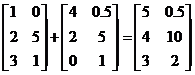 [1 0] + [4 0.5] = [5 0.5]
[2 5] + [2 5] = [4 10]
[3 1] + [0 1] = [3 2]